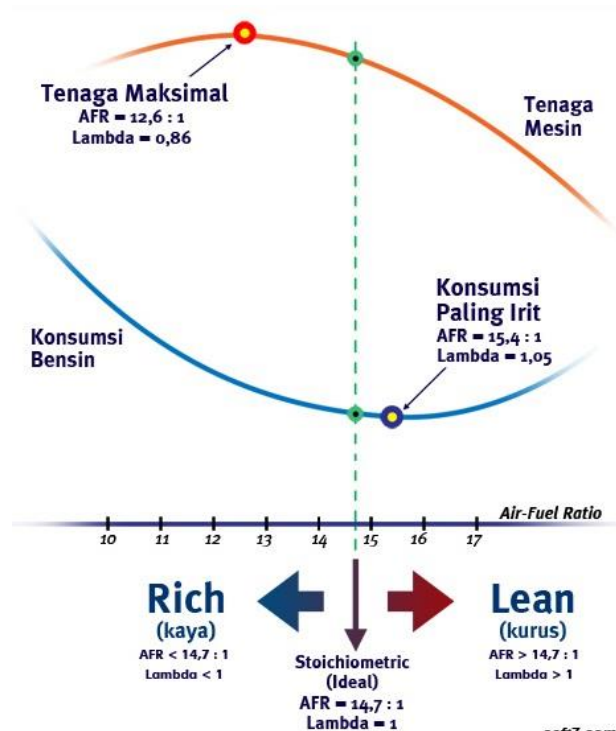 Tenaga Maksimal
AFR = 12,6 : 1
Lambda = 0,86
Tenaga
Mesin
Konsumsi
Paling Irit
AFR = 15,4 : 1
Lambda = 1,05
Konsumsi
Bensin
Air-Fuel Ratio
10 11 12 13 14 15 16 17
Rich
(kaya)
AFR < 14,7 : 1
Lambda < 1
Lean
(kurus)
AFR > 14,7 : 1
Lambda > 1
Stoichiometric
(Ideal)
AFR = 14,7 : 1
Lambda = 1